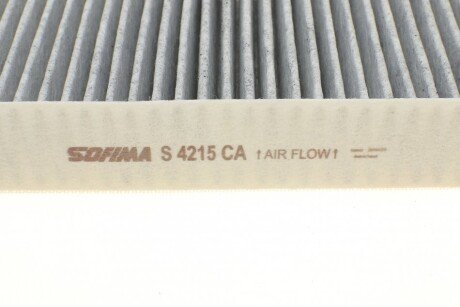 SOFIMA S 4215 CA ↑AIR FLOW↑